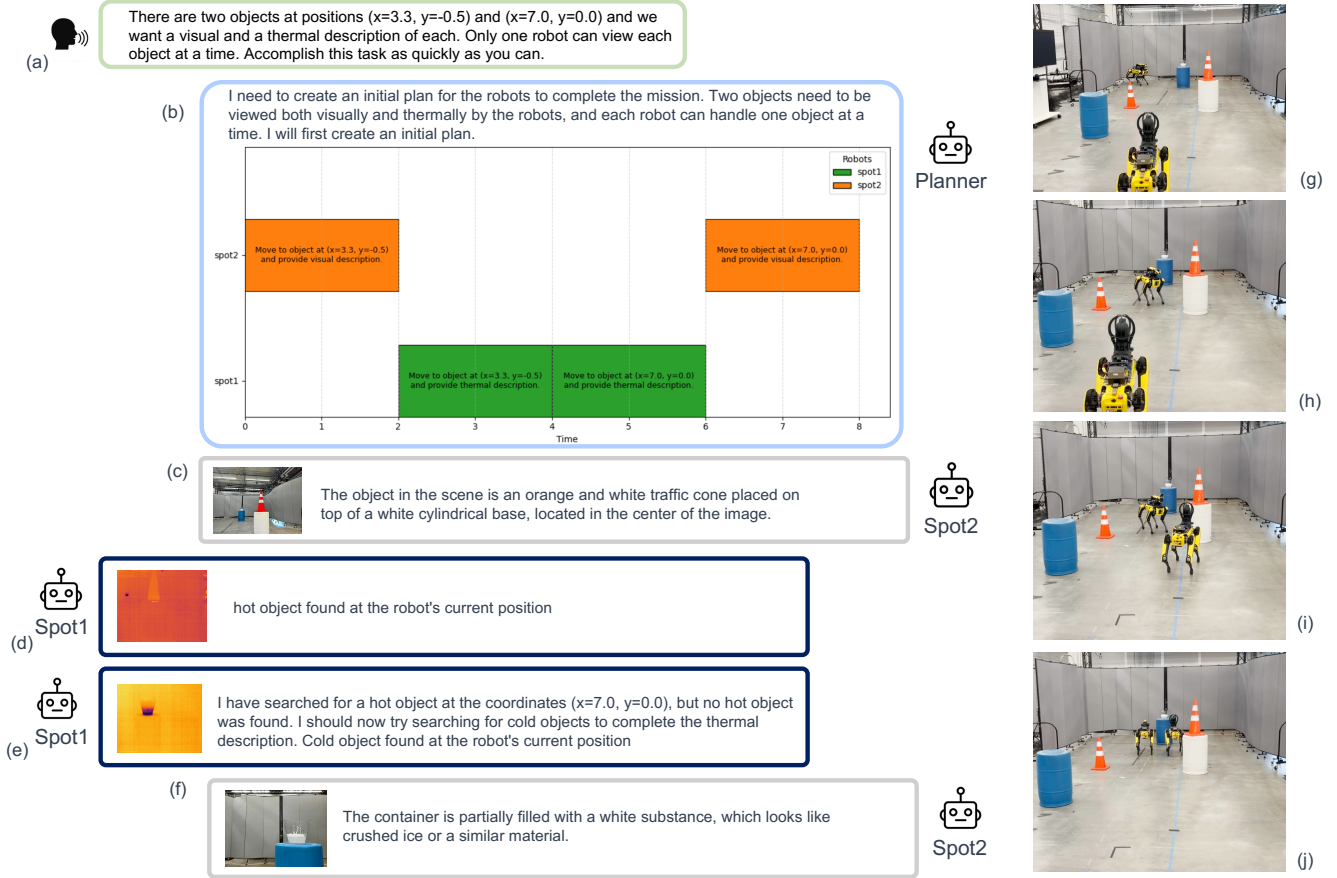 There are two objects at positions (x=3.3, y=-0.5) and (x=7.0, y=0.0) and we
want a visual and a thermal description of each. Only one robot can view each
object at a time. Accomplish this task as quickly as you can.
(a)
(b)
I need to create an initial plan for the robots to complete the mission. Two objects need to be
viewed both visually and thermally by the robots, and each robot can handle one object at a
time. I will first create an initial plan.
Robots
spot1
spot2
Planner
spot2
Move to object at (x=3.3, y=-0.5)
and provide visual description.
Move to object at (x=7.0, y=0.0)
and provide visual description.
spot1
Move to object at (x=3.3, y=-0.5)
and provide thermal description.
Move to object at (x=7.0, y=0.0)
and provide thermal description.
0 1 2 3 4 5 6 7 8
Time
(c)
The object in the scene is an orange and white traffic cone placed on
top of a white cylindrical base, located in the center of the image.
Spot2
Spot1
(d)
hot object found at the robot's current position
Spot1
(e)
I have searched for a hot object at the coordinates (x=7.0, y=0.0), but no hot object
was found. I should now try searching for cold objects to complete the thermal
description. Cold object found at the robot's current position
(f)
The container is partially filled with a white substance, which looks like
crushed ice or a similar material.
Spot2
(g)
(h)
(i)
(j)